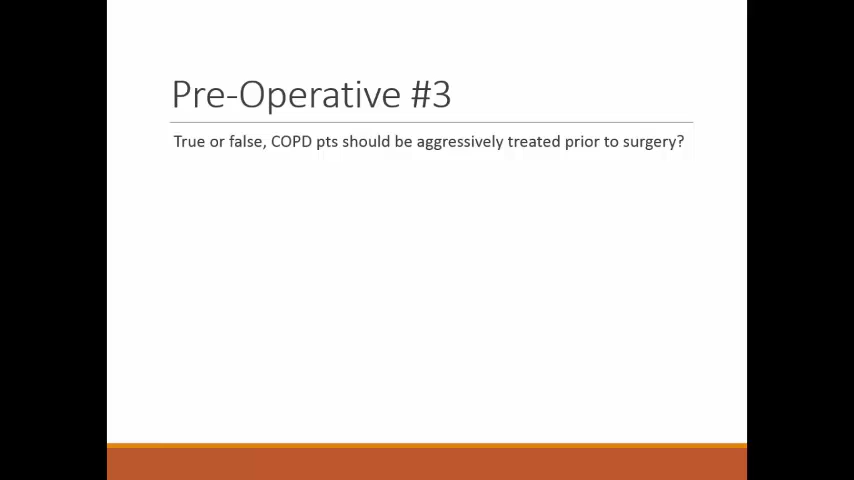 Pre-Operative #3
True or false, COPD pts should be aggressively treated prior to surgery?